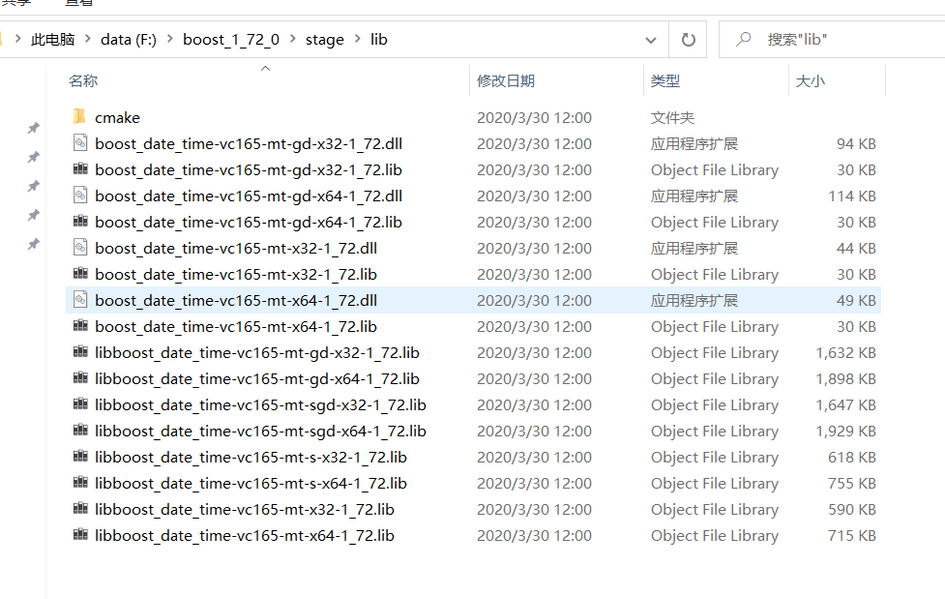 共享 查看
此电脑 data (F:) boost_1_72_0 stage lib 搜索"lib"
名称 修改日期 类型 大小
cmake 2020/3/30 12:00 文件夹
boost_date_time-vc165-mt-gd-x32-1_72.dll 2020/3/30 12:00 应用程序扩展 94 KB
boost_date_time-vc165-mt-gd-x32-1_72.lib 2020/3/30 12:00 Object File Library 30 KB
boost_date_time-vc165-mt-gd-x64-1_72.dll 2020/3/30 12:00 应用程序扩展 114 KB
boost_date_time-vc165-mt-gd-x64-1_72.lib 2020/3/30 12:00 Object File Library 30 KB
boost_date_time-vc165-mt-x32-1_72.dll 2020/3/30 12:00 应用程序扩展 44 KB
boost_date_time-vc165-mt-x32-1_72.lib 2020/3/30 12:00 Object File Library 30 KB
boost_date_time-vc165-mt-x64-1_72.dll 2020/3/30 12:00 应用程序扩展 49 KB
boost_date_time-vc165-mt-x64-1_72.lib 2020/3/30 12:00 Object File Library 30 KB
libboost_date_time-vc165-mt-gd-x32-1_72.lib 2020/3/30 12:00 Object File Library 1,632 KB
libboost_date_time-vc165-mt-gd-x64-1_72.lib 2020/3/30 12:00 Object File Library 1,898 KB
libboost_date_time-vc165-mt-sgd-x32-1_72.lib 2020/3/30 12:00 Object File Library 1,647 KB
libboost_date_time-vc165-mt-sgd-x64-1_72.lib 2020/3/30 12:00 Object File Library 1,929 KB
libboost_date_time-vc165-mt-s-x32-1_72.lib 2020/3/30 12:00 Object File Library 618 KB
libboost_date_time-vc165-mt-s-x64-1_72.lib 2020/3/30 12:00 Object File Library 755 KB
libboost_date_time-vc165-mt-x32-1_72.lib 2020/3/30 12:00 Object File Library 590 KB
libboost_date_time-vc165-mt-x64-1_72.lib 2020/3/30 12:00 Object File Library 715 KB